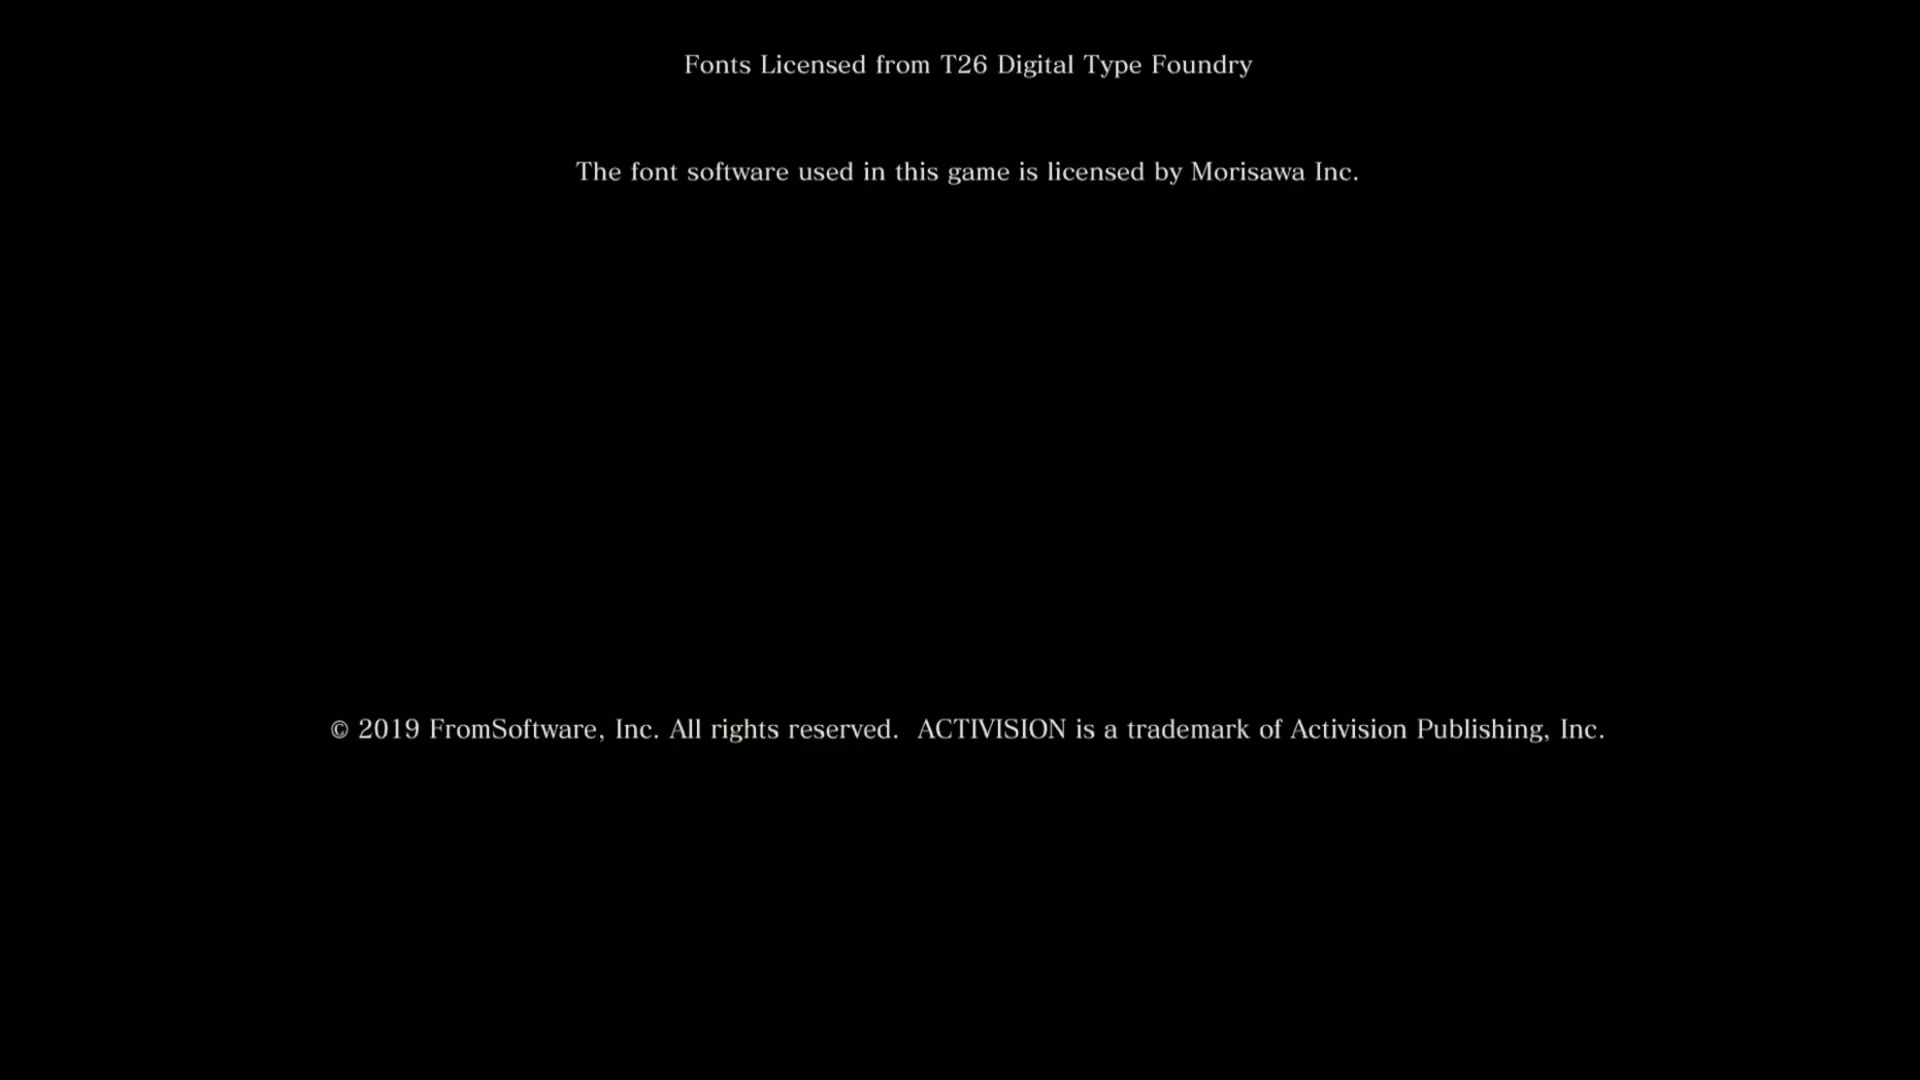 Fonts Licensed from T26 Digital Type Foundry
The font software used in this game is licensed by Morisawa Inc.
© 2019 FromSoftware, Inc. All rights reserved.  ACTIVISION is a trademark of Activision Publishing, Inc.